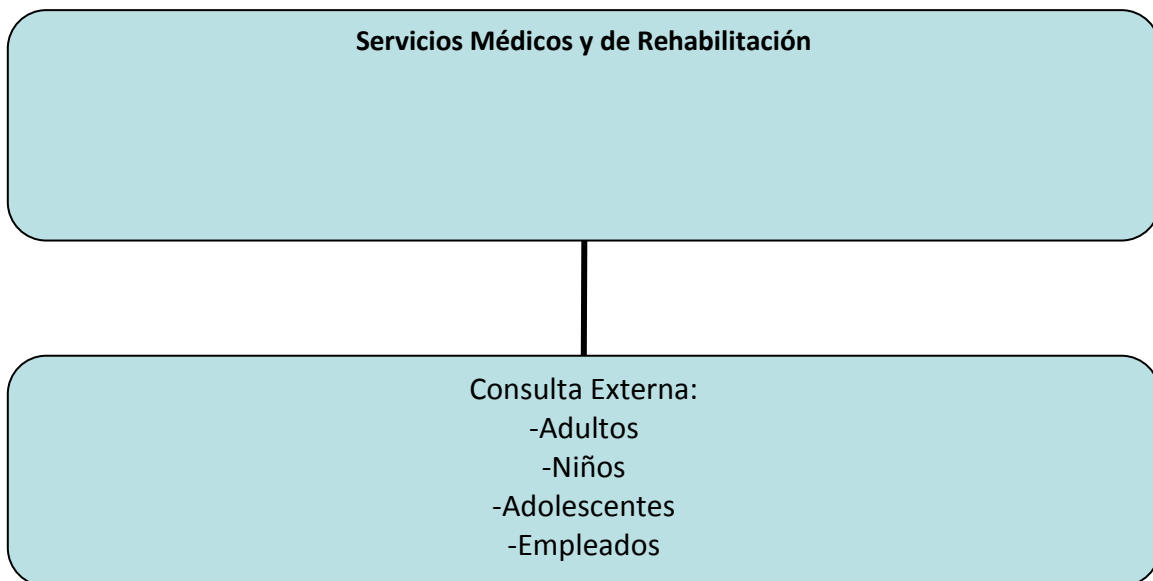 Servicios Médicos y de Rehabilitación
Consulta Externa:
-Adultos
-Niños
-Adolescentes
-Empleados